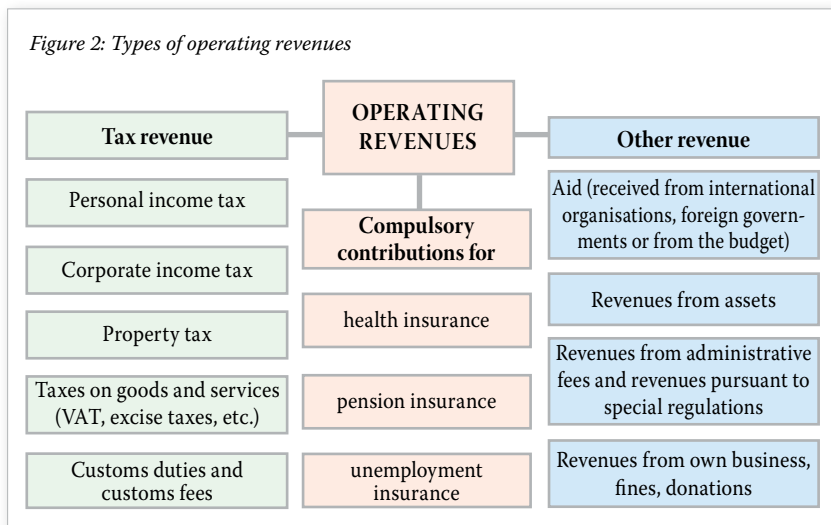 Figure 2: Types of operating revenues
OPERATING
REVENUES
Tax revenue
Personal income tax
Corporate income tax
Property tax
Taxes on goods and services
(VAT, excise taxes, etc.)
Customs duties and
customs fees
Compulsory
contributions for
health insurance
pension insurance
unemployment
insurance
Other revenue
Aid (received from international
organisations, foreign govern-
ments or from the budget)
Revenues from assets
Revenues from administrative
fees and revenues pursuant to
special regulations
Revenues from own business,
fines, donations